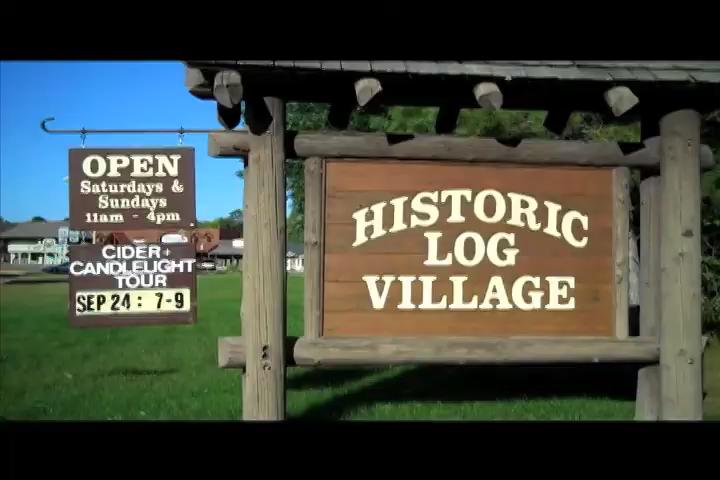 OPEN
Saturdays &
Sundays
11am - 4pm
CIDER +
CANDLELIGHT
TOUR
SEP 24 : 7-9
HISTORIC
LOG
VILLAGE